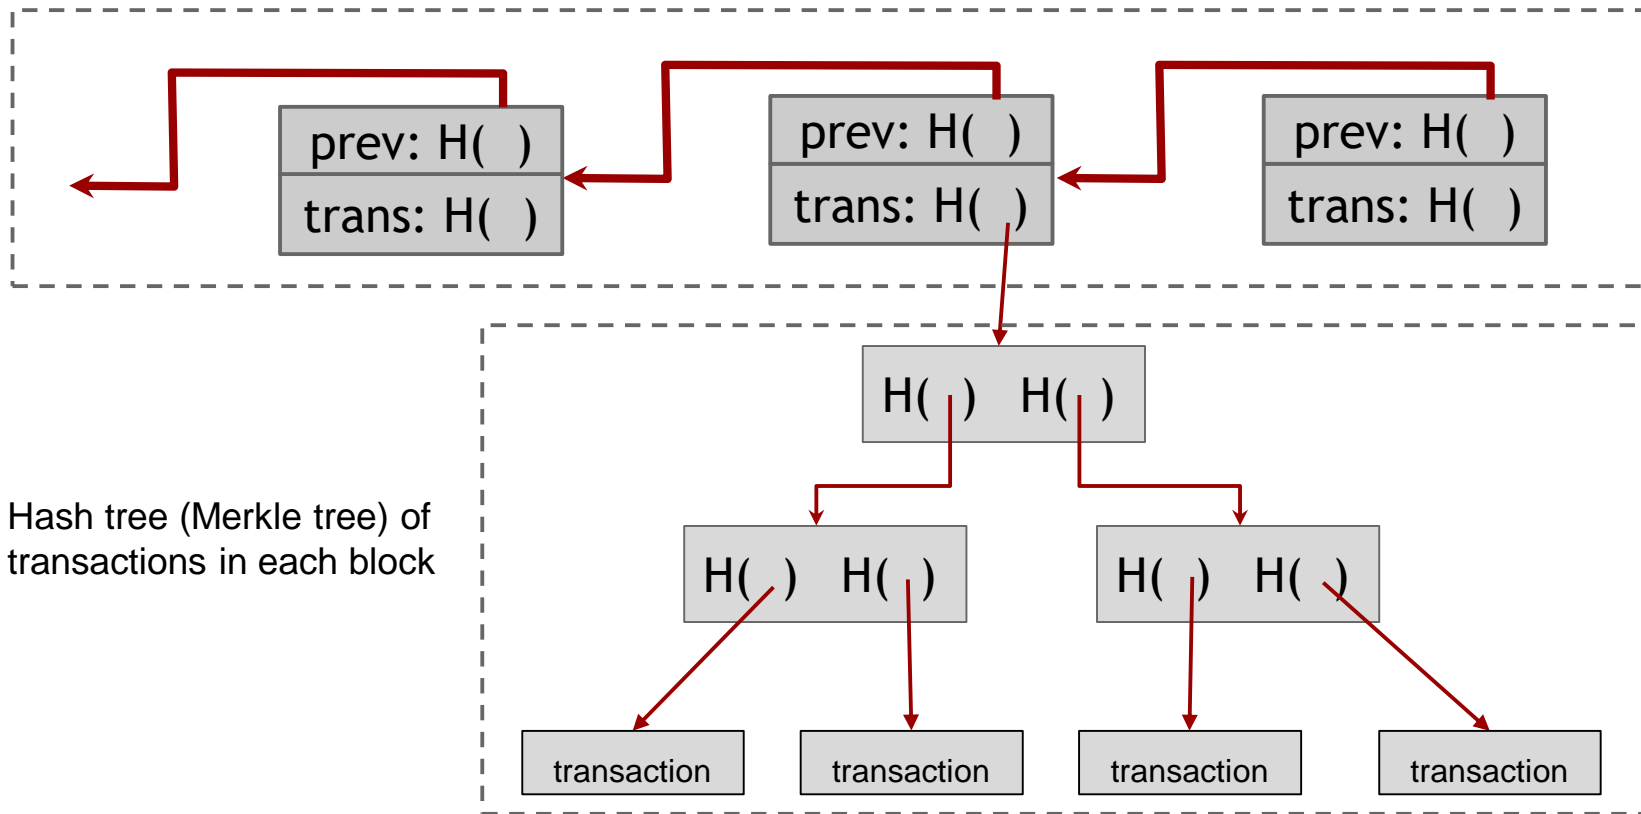 prev: H( ) prev: H( ) prev: H( )
trans: H( ) trans: H( ) trans: H( )
H( ) H( )
Hash tree (Merkle tree) of
transactions in each block
H( ) H( ) H( ) H( )
transaction transaction transaction transaction